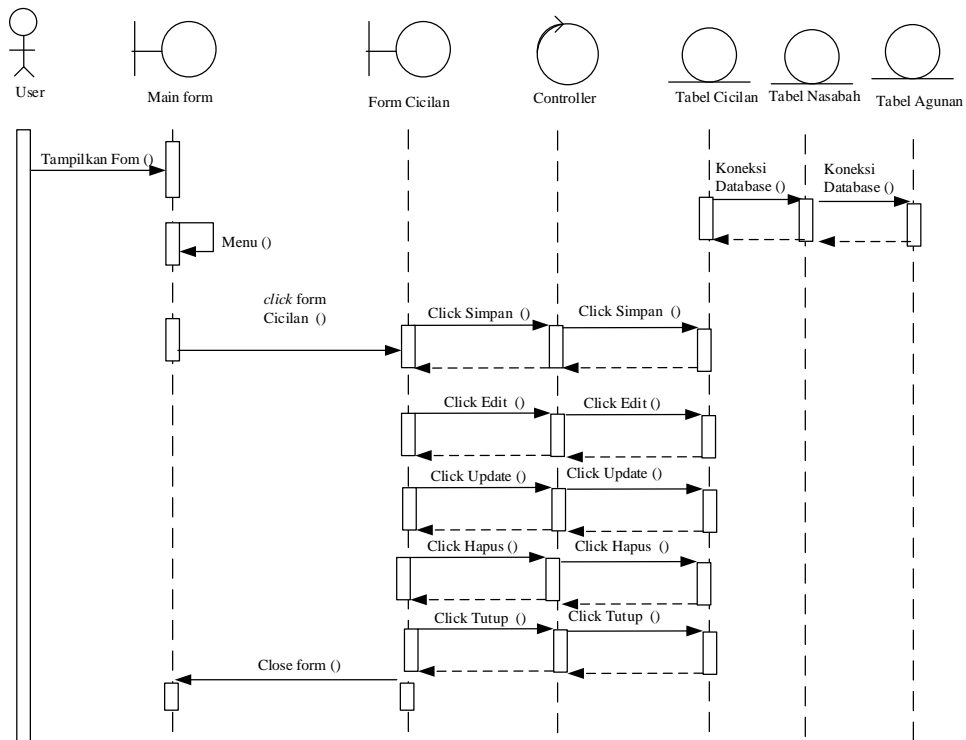 User
Main form
Form Cicilan
Controller
Tabel Cicilan
Tabel Nasabah
Tabel Agunan
Tampilkan Fom ()
Koneksi
Database ()
Koneksi
Database ()
Menu ()
click form
Cicilan ()
Click Simpan ()
Click Simpan ()
Click Edit ()
Click Edit ()
Click Update ()
Click Update ()
Click Hapus ()
Click Hapus ()
Click Tutup ()
Click Tutup ()
Close form ()